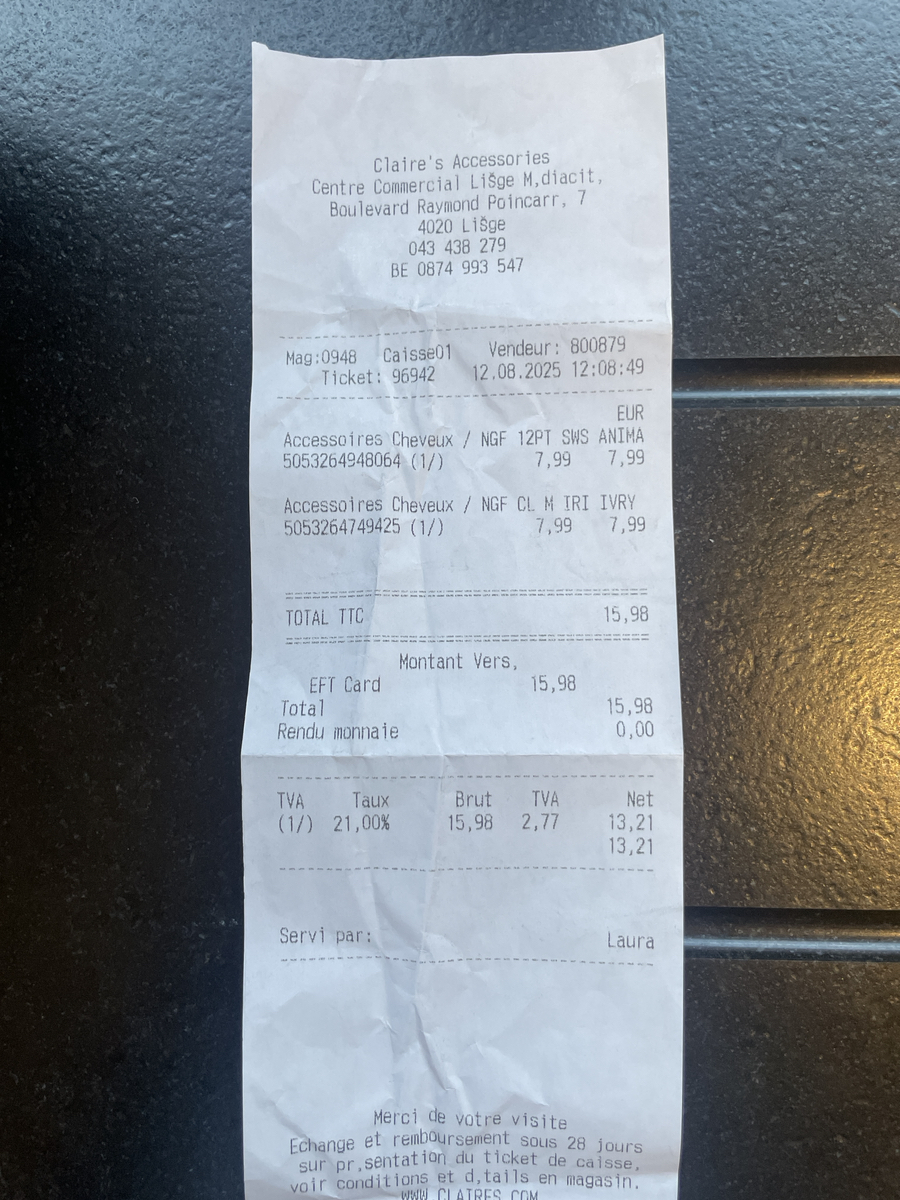 Claire's Accessories
Centre Commercial LiŠge M‚diacit‚
Boulevard Raymond Poincarr‚ 7
4020 LiŠge
043 438 279
BE 0874 993 547
Mag:0948 Caisse01 Vendeur: 800879
Ticket: 96942 12.08.2025 12:08:49
EUR
Accessoires Cheveux / NGF 12PT SWS ANIMA
5053264948064 (1/) 7,99 7,99
Accessoires Cheveux / NGF CL M IRI IVRY
5053264749425 (1/) 7,99 7,99
TOTAL TTC 15,98
Montant Vers‚
EFT Card 15,98
Total 15,98
Rendu monnaie 0,00
TVA Taux Brut TVA Net
(1/) 21,00% 15,98 2,77 13,21
13,21
Servi par: Laura
Merci de votre visite
Echange et remboursement sous 28 jours
sur pr‚sentation du ticket de caisse,
voir conditions et d‚tails en magasin.
WWW.CLAIRES.COM